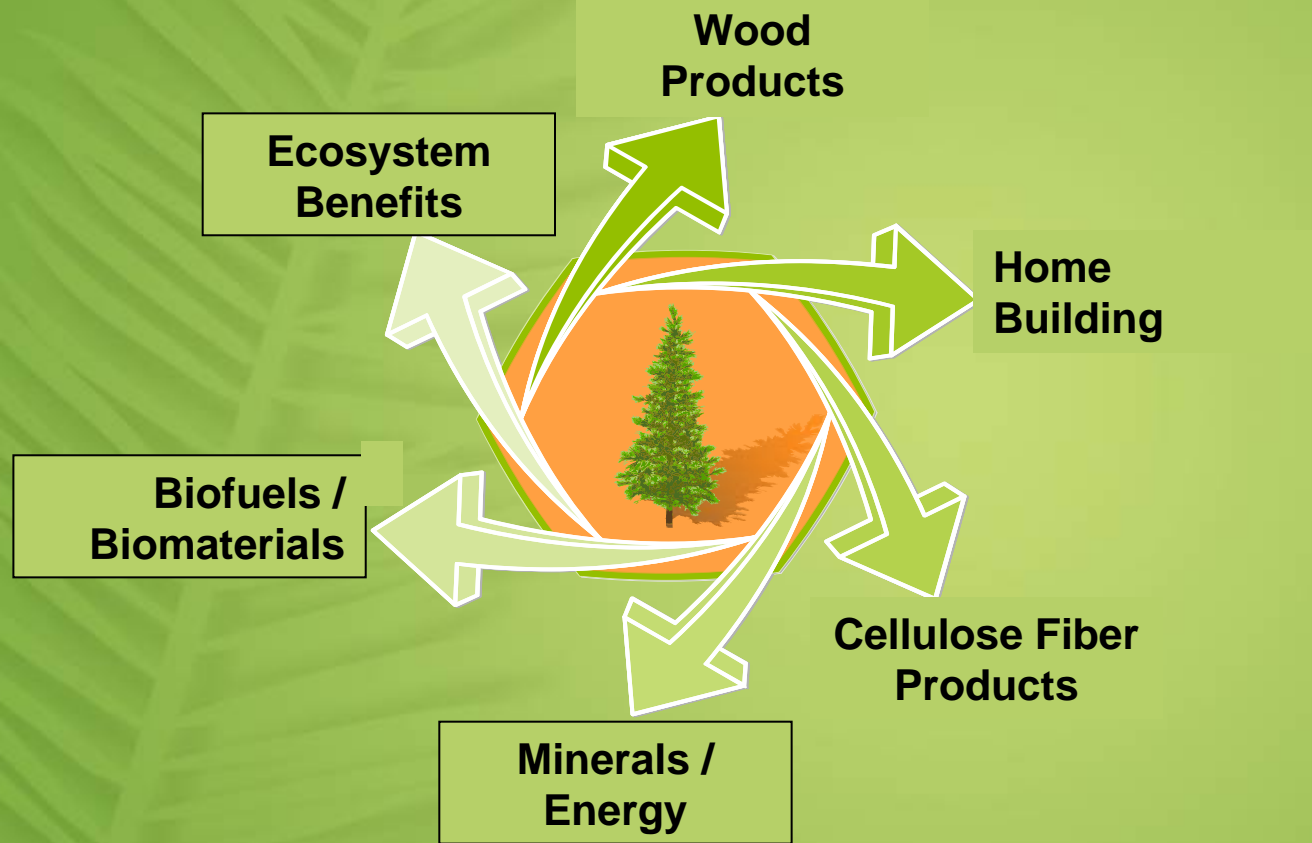 Wood
Products
Ecosystem
Benefits
Home
Building
Biofuels /
Biomaterials
Cellulose Fiber
Products
Minerals /
Energy